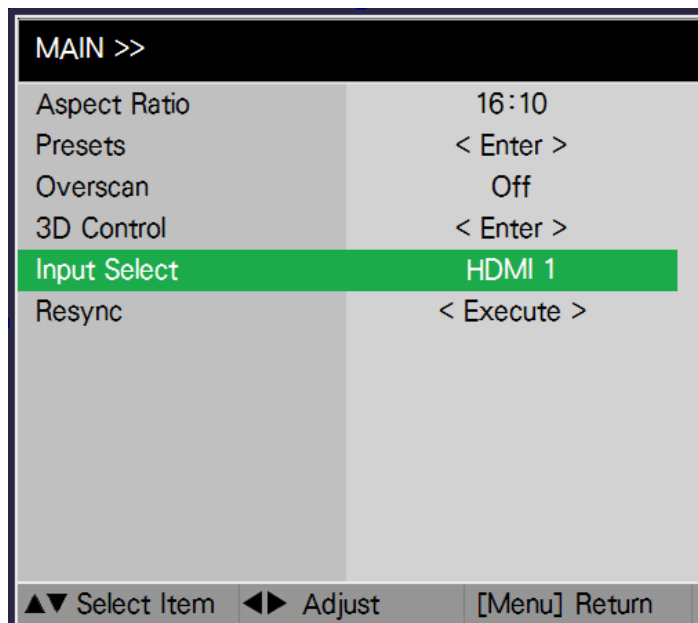 MAIN >>
Aspect Ratio 16:10
Presets < Enter >
Overscan Off
3D Control < Enter >
Input Select HDMI 1
Resync < Execute >
▲▼ Select Item ◀▶ Adjust [Menu] Return